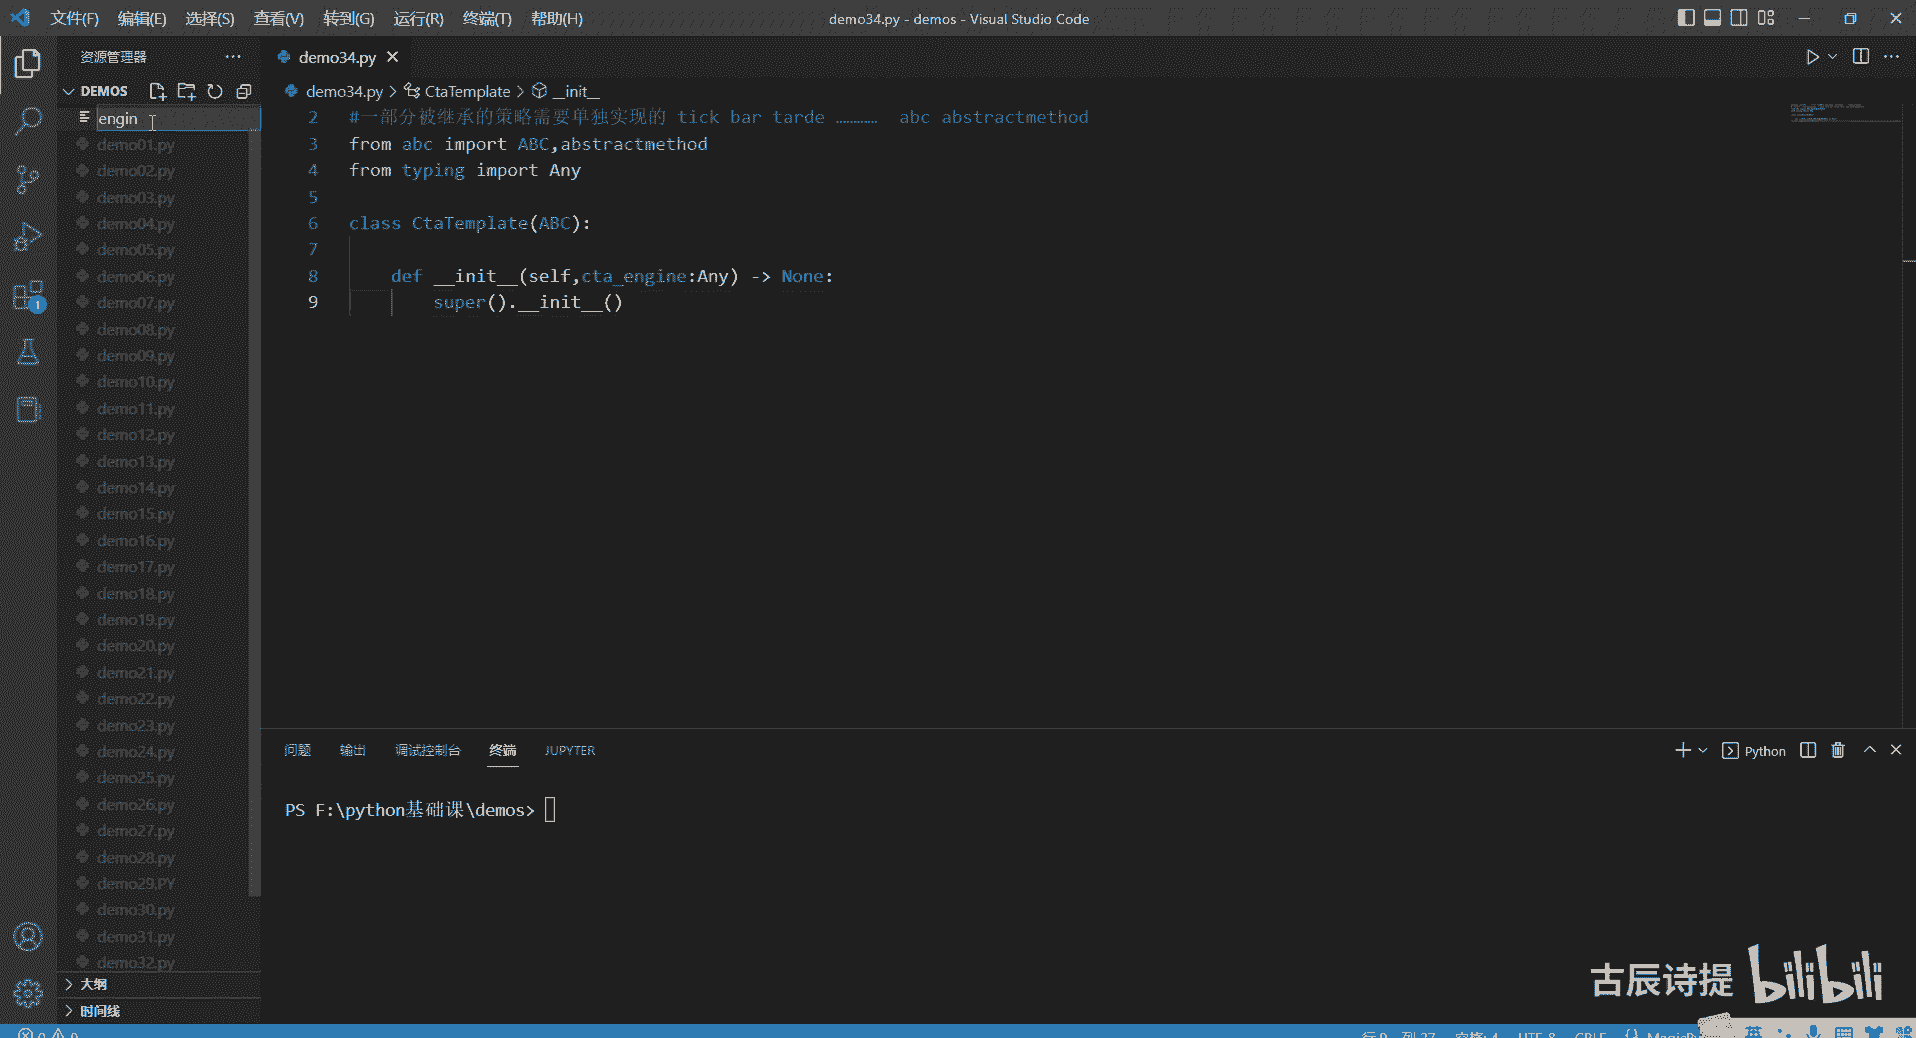 文件(F) 编辑(E) 选择(S) 查看(V) 转到(G) 运行(R) 终端(T) 帮助(H)
demo34.py - demos - Visual Studio Code
资源管理器
DEMOS
engin
demo01.py
demo02.py
demo03.py
demo04.py
demo05.py
demo06.py
demo07.py
demo08.py
demo09.py
demo10.py
demo11.py
demo12.py
demo13.py
demo14.py
demo15.py
demo16.py
demo17.py
demo18.py
demo19.py
demo20.py
demo21.py
demo22.py
demo23.py
demo24.py
demo25.py
demo26.py
demo27.py
demo28.py
demo29.PY
demo30.py
demo31.py
demo32.py
大纲
时间线
1
demo34.py
demo34.py > CtaTemplate > __init__
2 #一部分被继承的策略需要单独实现的 tick bar tarde ………… abc abstractmethod
3 from abc import ABC,abstractmethod
4 from typing import Any
5
6 class CtaTemplate(ABC):
7
8 def __init__(self,cta_engine:Any) -> None:
9 super().__init__()
问题 输出 调试控制台 终端 JUPYTER
Python
PS F:\python基础课\demos>
古辰诗提 bilibili
英